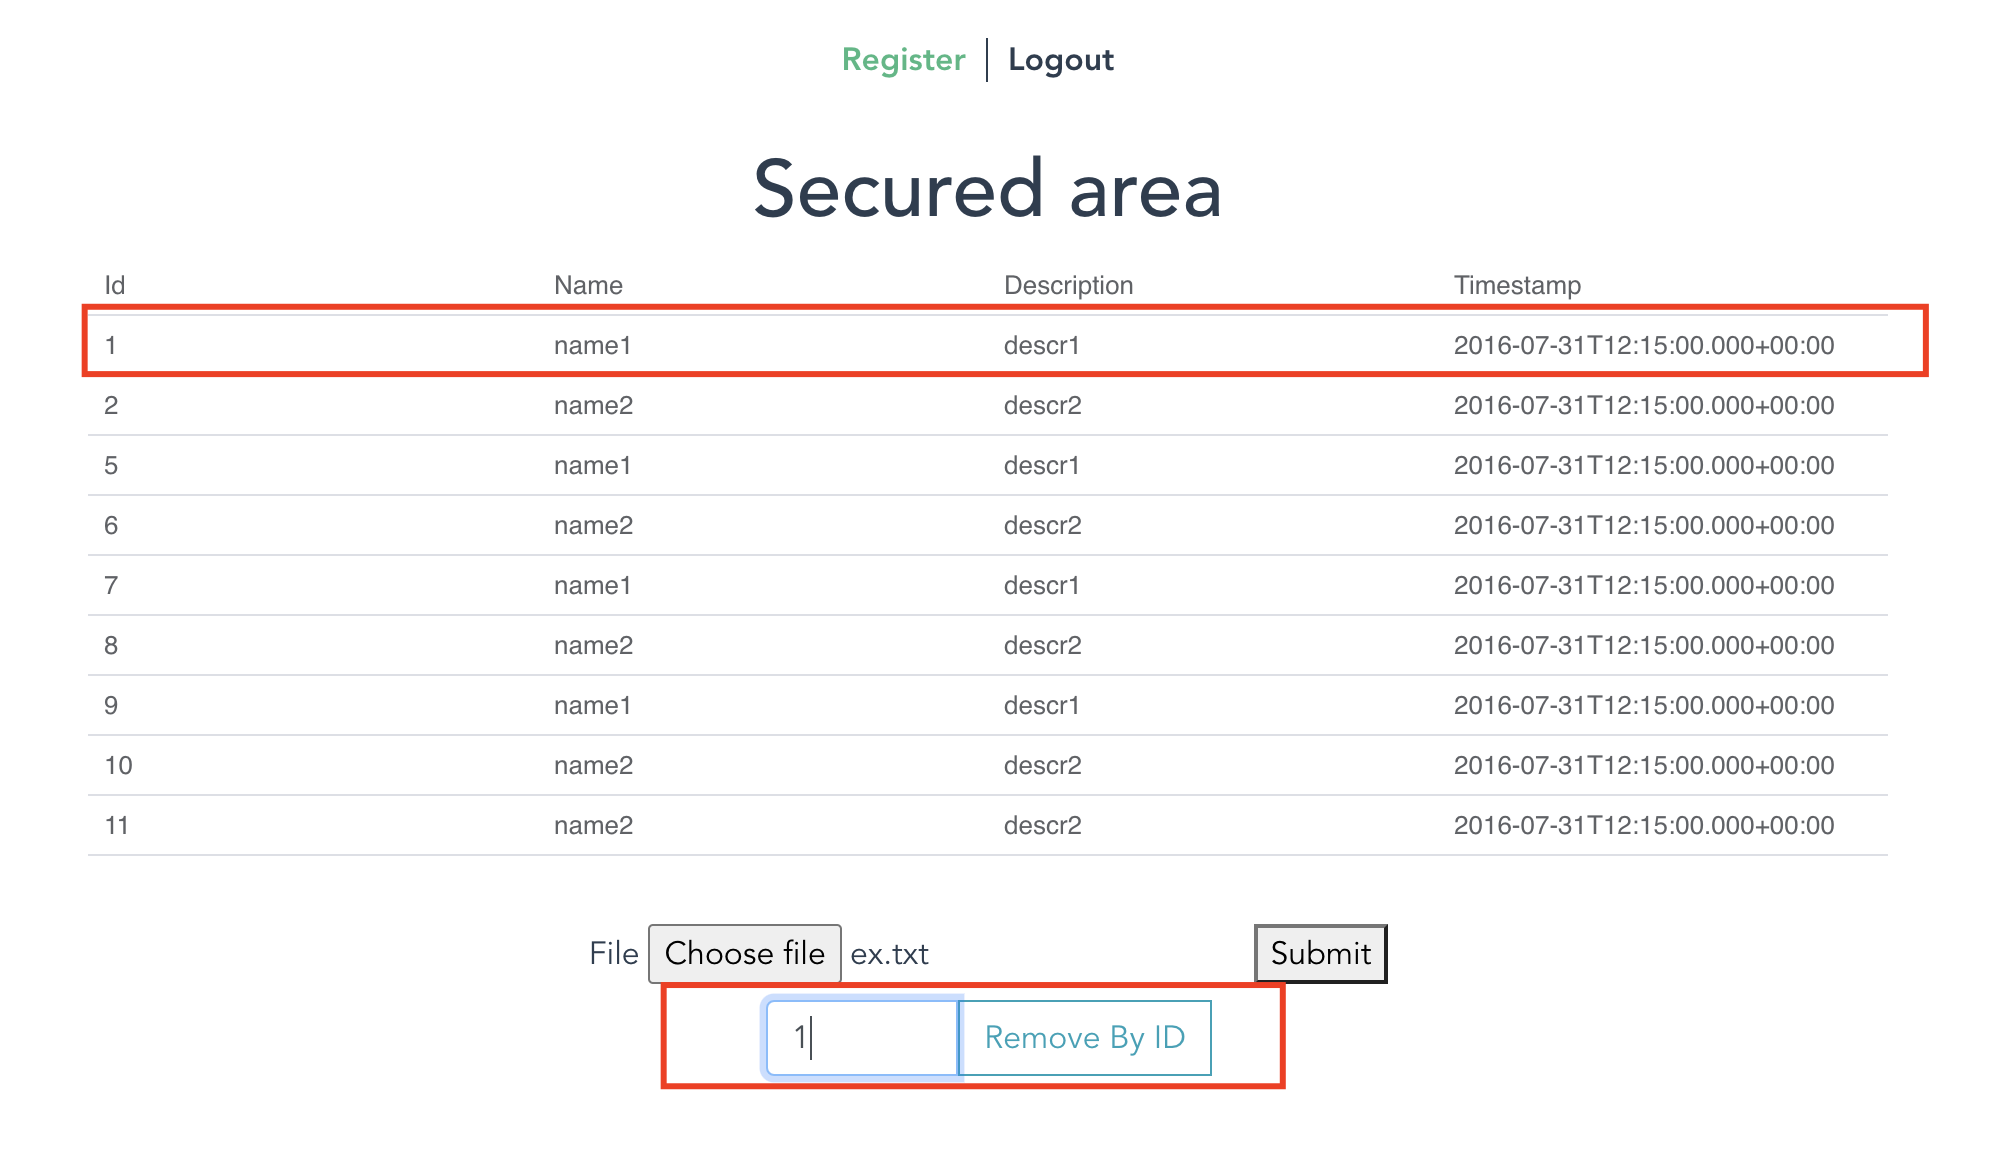 Register Logout
Secured area
Id Name Description Timestamp
1 name1 descr1 2016-07-31T12:15:00.000+00:00
2 name2 descr2 2016-07-31T12:15:00.000+00:00
5 name1 descr1 2016-07-31T12:15:00.000+00:00
6 name2 descr2 2016-07-31T12:15:00.000+00:00
7 name1 descr1 2016-07-31T12:15:00.000+00:00
8 name2 descr2 2016-07-31T12:15:00.000+00:00
9 name1 descr1 2016-07-31T12:15:00.000+00:00
10 name2 descr2 2016-07-31T12:15:00.000+00:00
11 name2 descr2 2016-07-31T12:15:00.000+00:00
File Choose file ex.txt Submit
1 Remove By ID